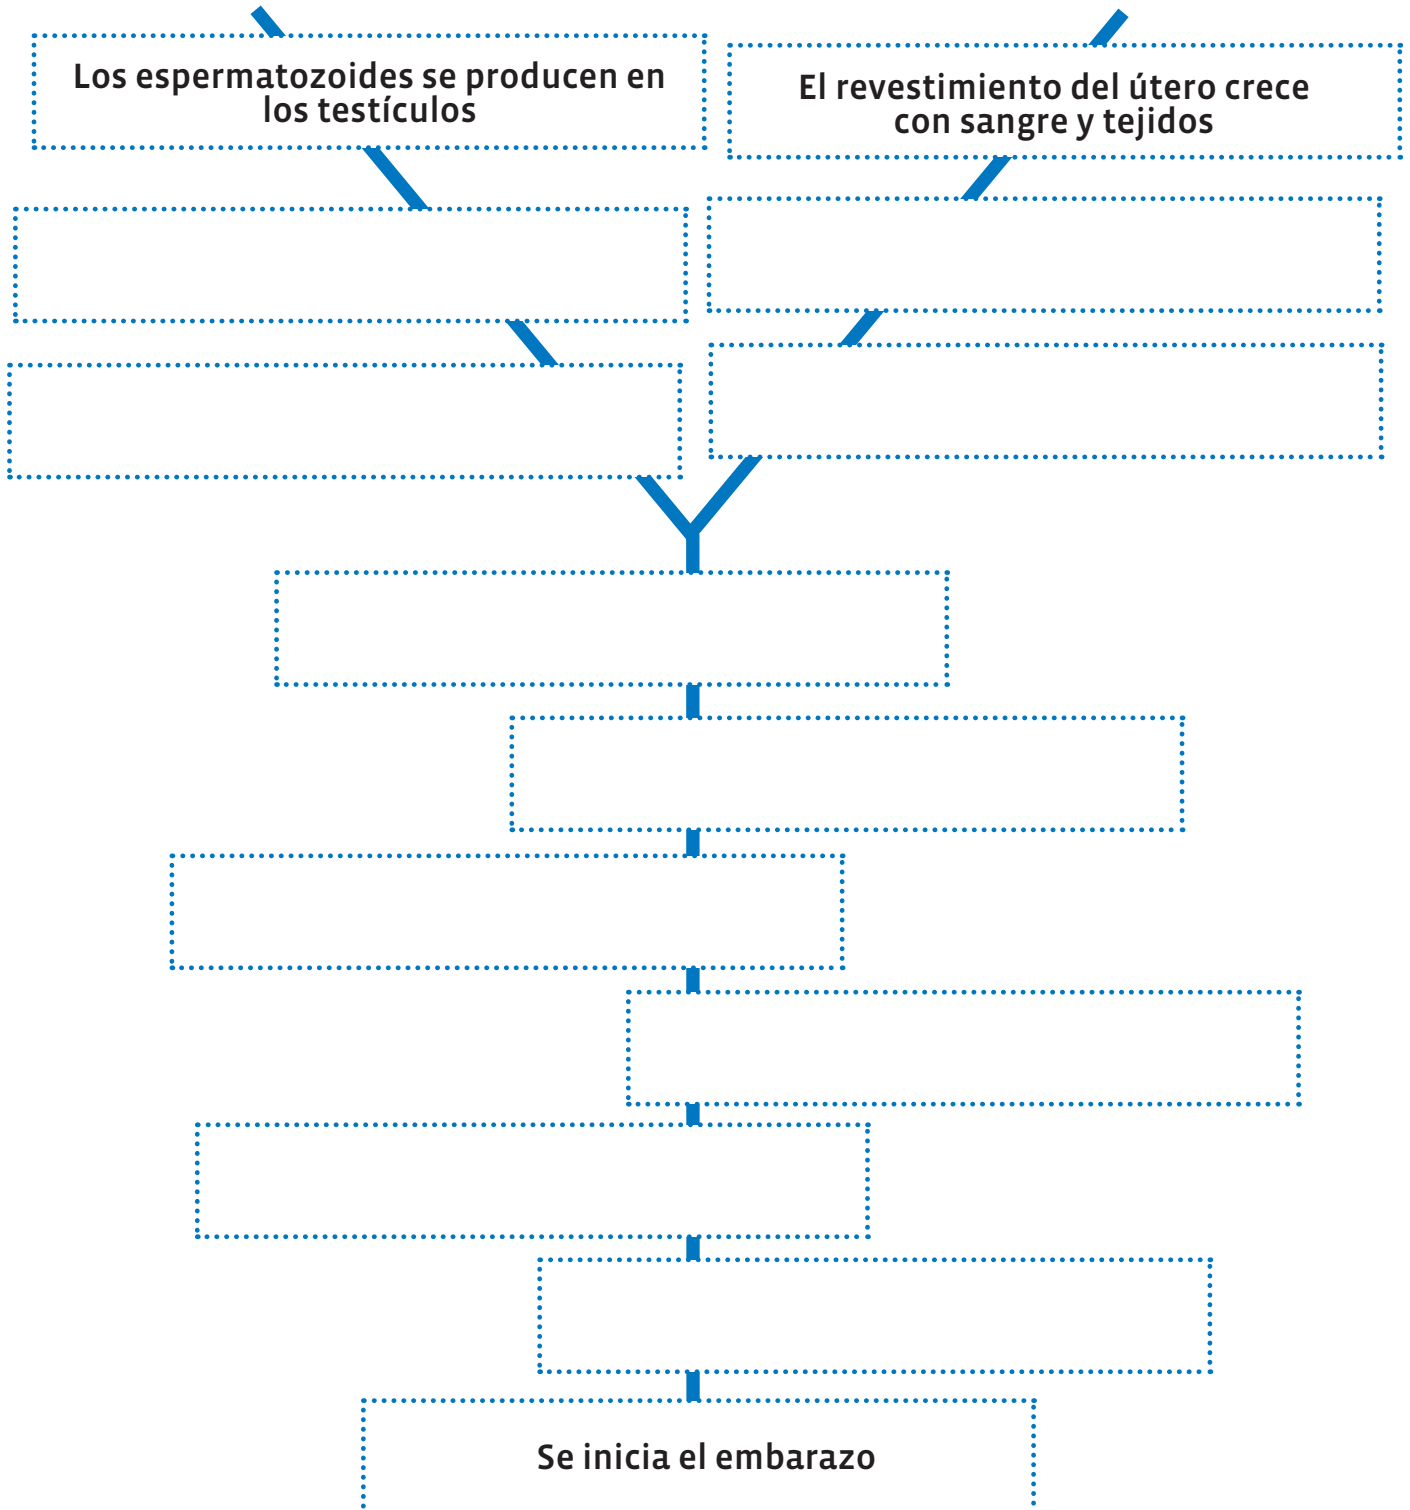 Los espermatozoides se producen en
los testículos
El revestimiento del útero crece
con sangre y tejidos
Se inicia el embarazo